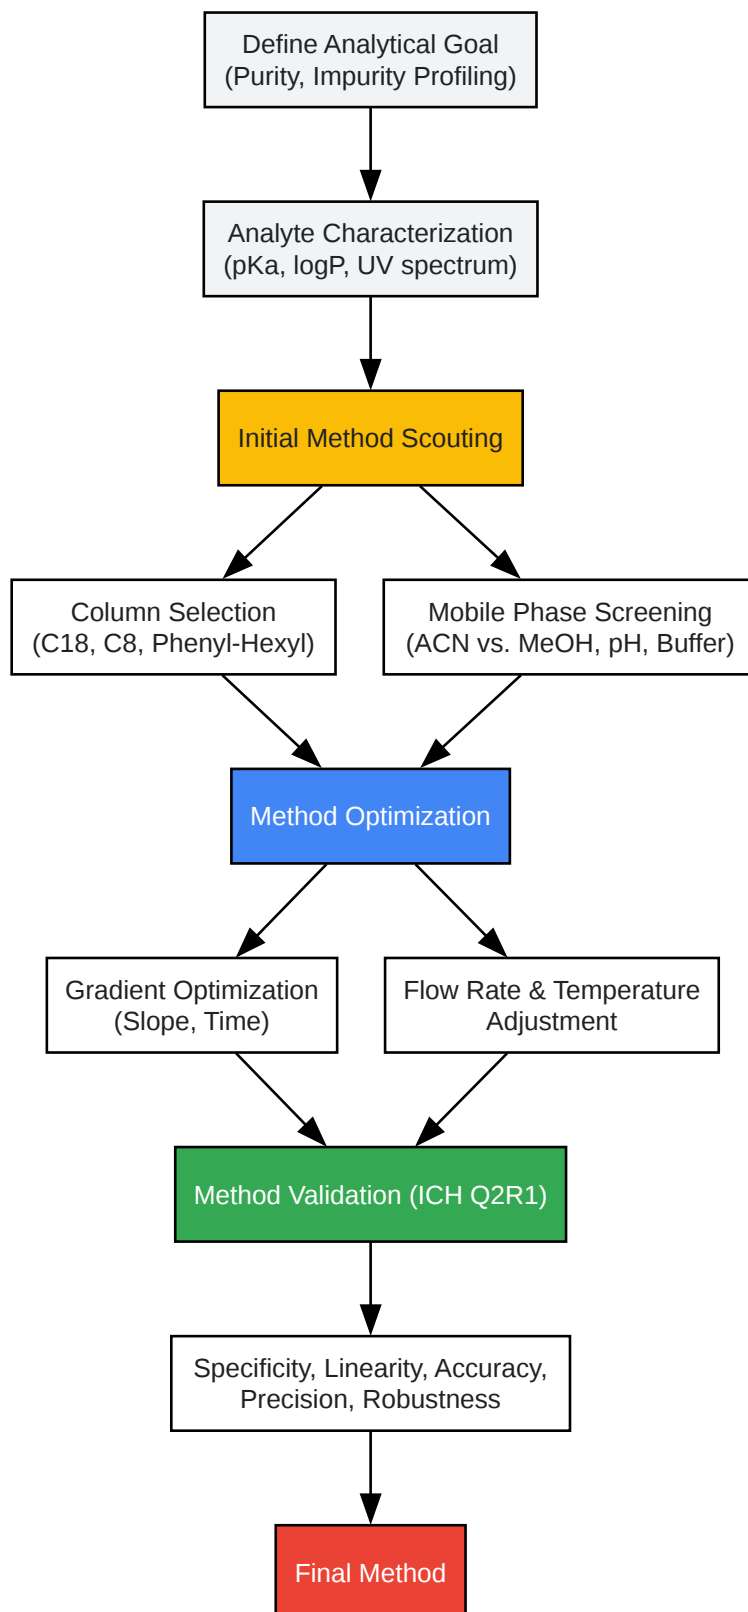 Define Analytical Goal
(Purity, Impurity Profiling)
Analyte Characterization
(pKa, logP, UV spectrum)
Initial Method Scouting
Column Selection
(C18, C8, Phenyl-Hexyl)
Mobile Phase Screening
(ACN vs. MeOH, pH, Buffer)
Method Optimization
Gradient Optimization
(Slope, Time)
Flow Rate & Temperature
Adjustment
Method Validation (ICH Q2R1)
Specificity, Linearity, Accuracy,
Precision, Robustness
Final Method